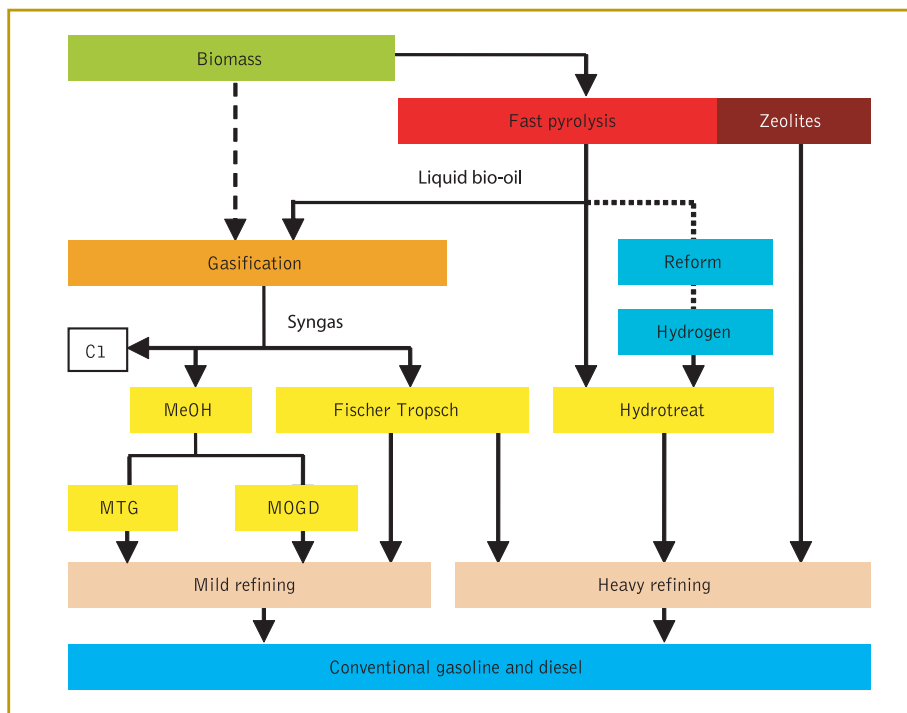 Biomass
Fast pyrolysis
Zeolites
Liquid bio-oil
Gasification
Reform
Syngas
Hydrogen
C1
MeOH
Fischer Tropsch
Hydrotreat
MTG
MOGD
Mild refining
Heavy refining
Conventional gasoline and diesel